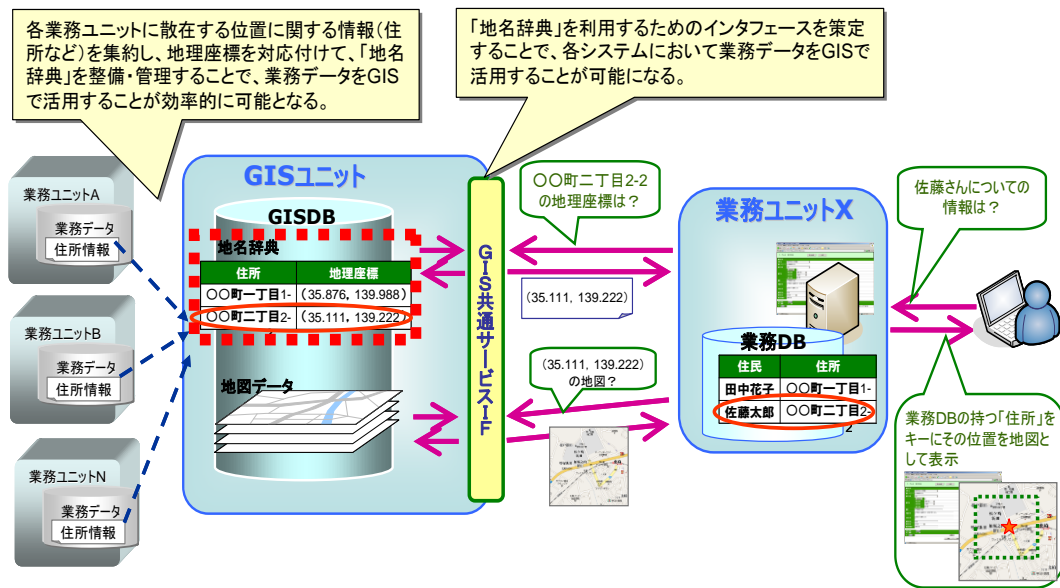 各業務ユニットに散在する位置に関する情報(住
所など)を集約し、地理座標を対応付けて、「地名
辞典」を整備・管理することで、業務データをGIS
で活用することが効率的に可能となる。
「地名辞典」を利用するためのインタフェースを策定
することで、各システムにおいて業務データをGISで
活用することが可能になる。
業務ユニットA
業務データ
住所情報
業務ユニットB
業務データ
住所情報
業務ユニットN
業務データ
住所情報
GISユニット
GISDB
地名辞典
住所 地理座標
〇〇町一丁目1- (35.876, 139.988)
〇〇町二丁目2- (35.111, 139.222)
2
地図データ
GIS共通サービスIF
〇〇町二丁目2-2
の地理座標は?
(35.111, 139.222)
(35.111, 139.222)
の地図?
業務ユニットX
業務DB
住民 住所
田中花子 〇〇町一丁目1-
佐藤太郎 〇〇町二丁目2-
2
佐藤さんについての
情報は?
業務DBの持つ「住所」を
キーにその位置を地図と
して表示